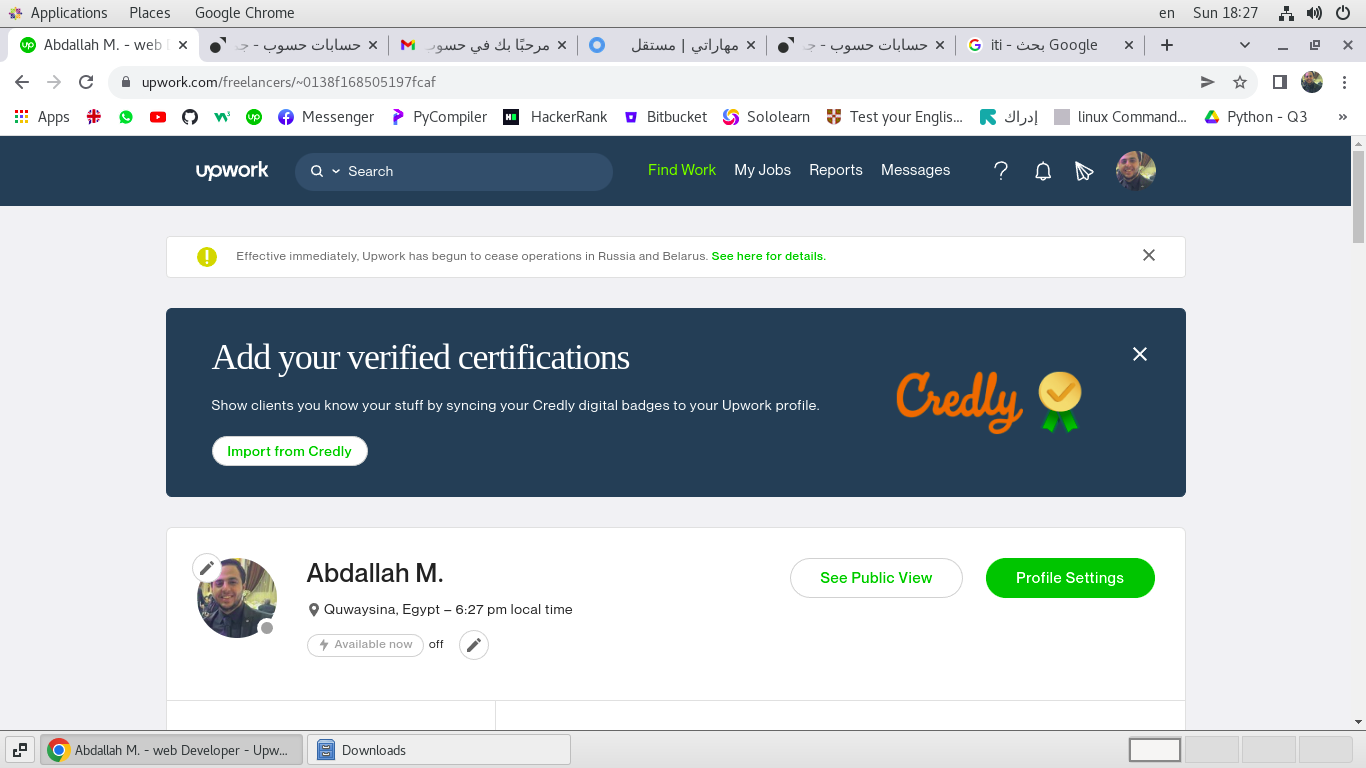 Applications Places Google Chrome en Sun 18:27
Abdallah M. - web حسابات حسوب - مرحبًا بك في حسوب مهاراتي | مستقل حسابات حسوب - iti - بحث Google
upwork.com/freelancers/~0138f168505197fcaf
Apps Messenger PyCompiler HackerRank Bitbucket Sololearn Test your Englis... إدراك linux Command... Python - Q3 »
upwork Search Find Work My Jobs Reports Messages
Effective immediately, Upwork has begun to cease operations in Russia and Belarus. See here for details.
Add your verified certifications
Show clients you know your stuff by syncing your Credly digital badges to your Upwork profile.
Credly
Import from Credly
Abdallah M.
See Public View Profile Settings
Quwaysina, Egypt – 6:27 pm local time
Available now off
Abdallah M. - web Developer - Upw... Downloads